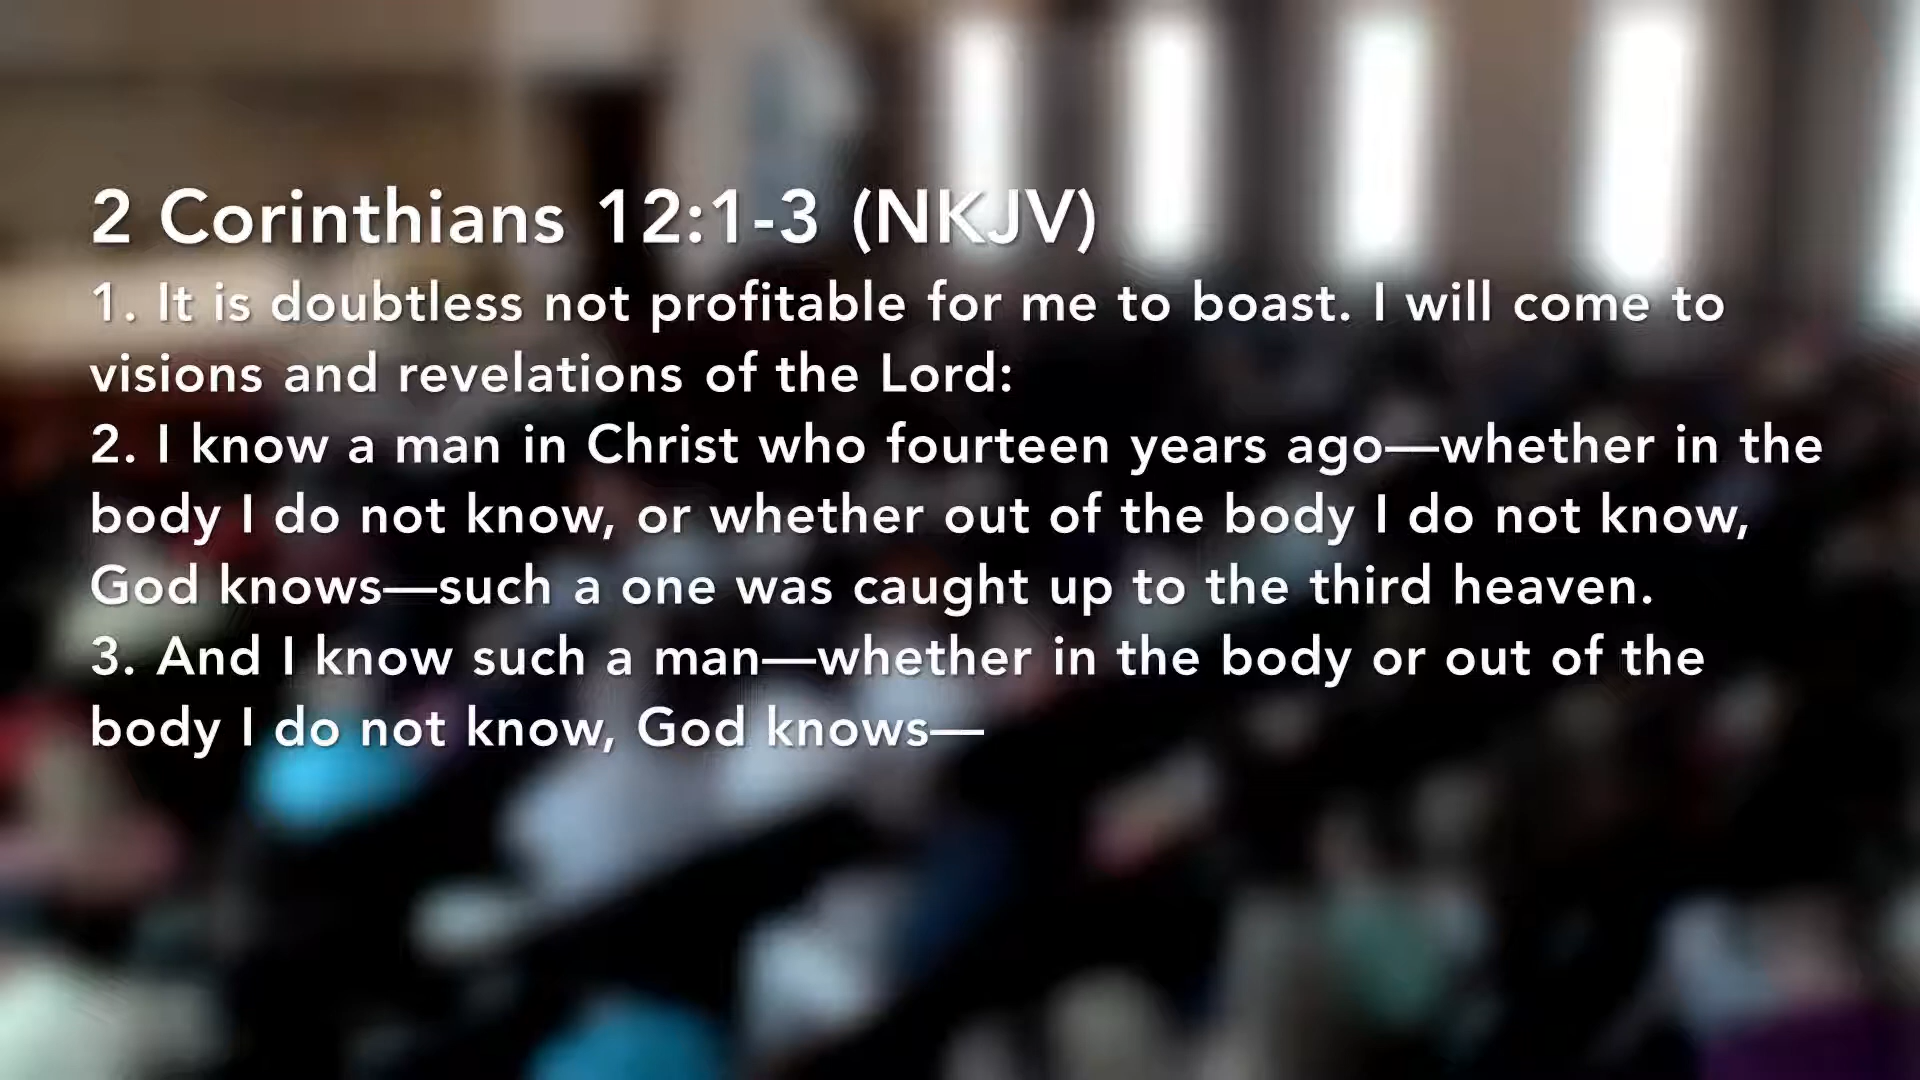 2 Corinthians 12:1-3 (NKJV)
1. It is doubtless not profitable for me to boast. I will come to
visions and revelations of the Lord:
2. I know a man in Christ who fourteen years ago—whether in the
body I do not know, or whether out of the body I do not know,
God knows—such a one was caught up to the third heaven.
3. And I know such a man—whether in the body or out of the
body I do not know, God knows—